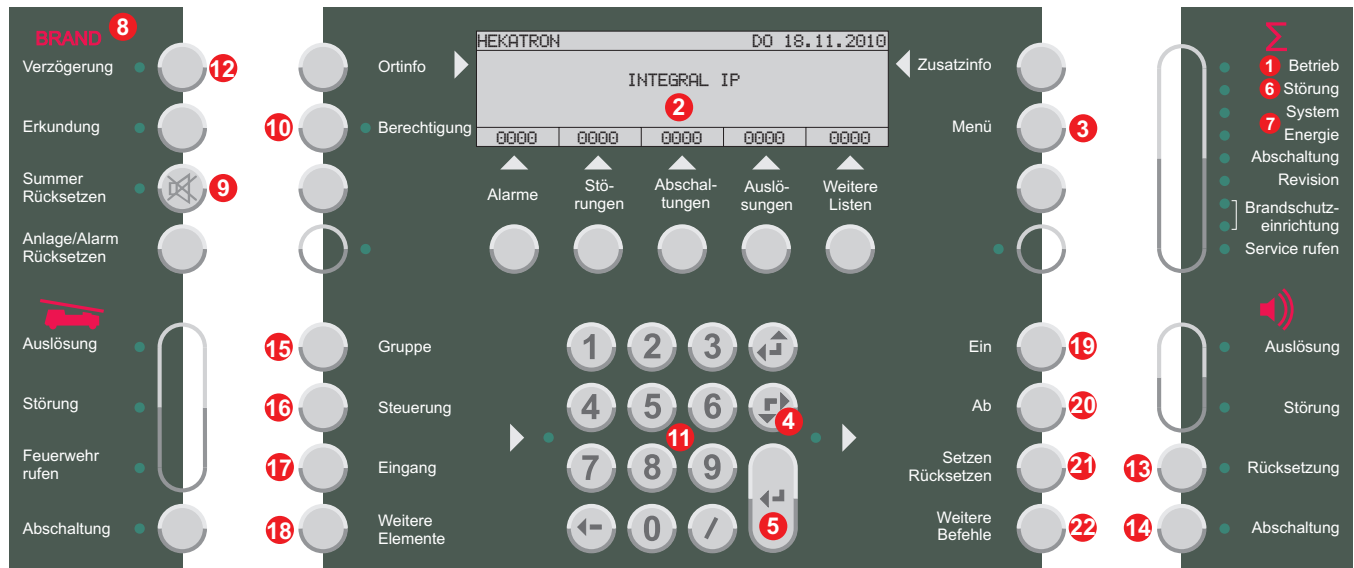 BRAND 8
Verzögerung 12
Erkundung
Summer
Rücksetzen 9
Anlage/Alarm
Rücksetzen
Auslösung
Störung
Feuerwehr
rufen
Abschaltung
Ortinfo
10 Berechtigung
HEKATRON DO 18.11.2010
INTEGRAL IP
2
0000 0000 0000 0000 0000
Alarme
Stö-
rungen
Abschal-
tungen
Auslö-
sungen
Weitere
Listen
Zusatzinfo
Menü 3
15 Gruppe
16 Steuerung
17 Eingang
18 Weitere
Elemente
1 2 3
4 5 6 4
11
7 8 9
0 / 5
Ein 19
Ab 20
Setzen
Rücksetzen 21
Weitere
Befehle 22
Σ
1 Betrieb
6 Störung
System
7 Energie
Abschaltung
Revision
Brandschutz-
einrichtung
Service rufen
Auslösung
Störung
13 Rücksetzung
14 Abschaltung